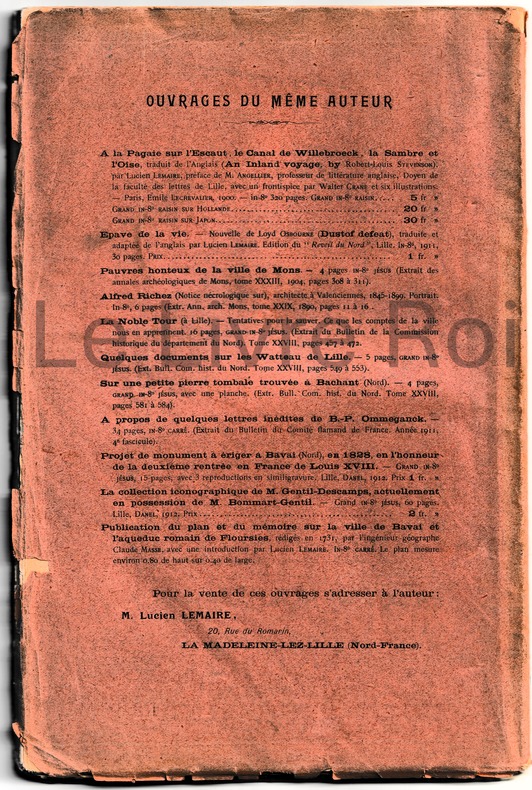 OUVRAGES DU MÊME AUTEUR
A la Pagaie sur l'Escaut, le Canal de Willebroeck, la Sambre et
l'Oise, traduit de l'Anglais (An Inland voyage, by Robert-Louis STEVENSON),
par Lucien LEMAIRE, préface de M. ANGELLIER, professeur de littérature anglaise, Doyen de
la faculté des lettres de Lille, avec un frontispice par Walter CRANE et six illustrations.
— Paris, Emile LECHEVALIER, 1900. — in-8º 320 pages. GRAND IN-8º RAISIN.... 5 fr »
GRAND IN-8º RAISIN SUR HOLLANDE........ 20 fr »
GRAND IN-8º RAISIN SUR JAPON........ 30 fr »
Epave de la vie. — Nouvelle de Loyd OSBOURNE (Dustof defeat), traduite et
adaptée de l'anglais par Lucien LEMAIRE. Edition du "Reveil du Nord", Lille, IN-8º, 1911,
30 pages. PRIX........ 1 fr. »
Pauvres honteux de la ville de Mons. — 4 pages IN-8º JÉSUS (Extrait des
annales archéologiques de Mons, tome XXXIII, 1904, pages 308 à 311).
Alfred Richez (Notice nécrologique sur), architecte à Valenciennes, 1845-1899. Portrait.
In-8º, 6 pages (Extr. Ann. arch. Mons, tome XXIX, 1890, pages 11 à 16.
La Noble Tour (à Lille). — Tentatives pour la sauver, ce que les comptes de la ville
nous en apprennent. 16 pages, GRAND IN-8º JÉSUS. (Extrait du Bulletin de la Commission
historique du département du Nord). Tome XXVIII, pages 457 à 472.
Quelques documents sur les Watteau de Lille. — 5 pages, GRAND IN-8º
JÉSUS. (Ext. Bull. Com. hist. du Nord. Tome XXVIII, pages 549 à 553).
Sur une petite pierre tombale trouvée à Bachant (Nord). — 4 pages,
GRAND IN-8º JÉSUS, avec une planche. (Extr. Bull. Com. hist. du Nord. Tome XXVIII,
pages 581 à 584).
A propos de quelques lettres inédites de B.-P. Ommeganck. —
34 pages, IN-8º CARRÉ. (Extrait du Bulletin du Comité flamand de France. Année 1911,
4e fascicule).
Projet de monument à ériger à Bavai (Nord), en 1828, en l'honneur
de la deuxième rentrée en France de Louis XVIII. — GRAND IN-8º
JÉSUS, 15 pages, avec 3 reproductions en similigravure. Lille, DANEL, 1912. Prix 1 fr. »
La collection iconographique de M. Gentil-Descamps, actuellement
en possession de M. Bommart-Gentil. — Grand IN-8º JÉSUS, 60 pages.
Lille, DANEL, 1912. Prix........ 2 fr. »
Publication du plan et du mémoire sur la ville de Bavai et
l'aqueduc romain de Floursies, rédigés en 1731, par l'ingénieur géographe
Claude MASSE, avec une introduction par Lucien LEMAIRE. IN-8º CARRÉ. Le plan mesure
environ 0.80 de haut sur 0.40 de large.
Pour la vente de ces ouvrages s'adresser à l'auteur :
M. Lucien LEMAIRE,
20, Rue du Romarin,
LA MADELEINE-LEZ-LILLE (Nord-France).